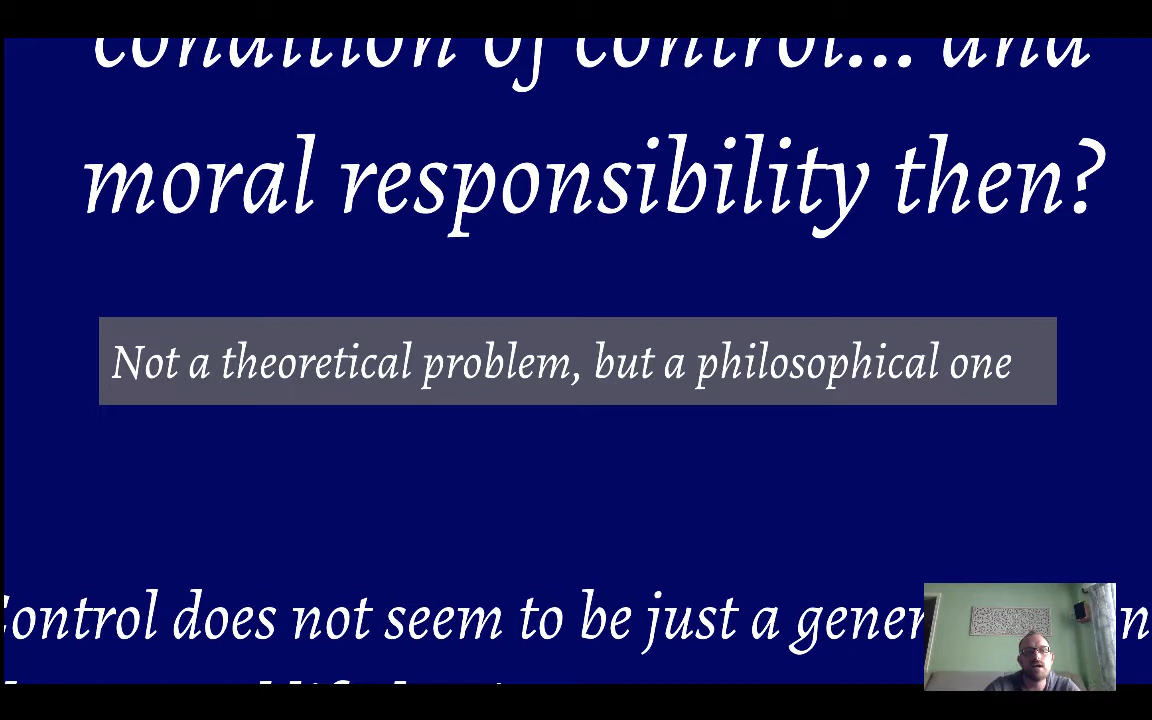 condition of control... and
moral responsibility then?
Not a theoretical problem, but a philosophical one
Control does not seem to be just a